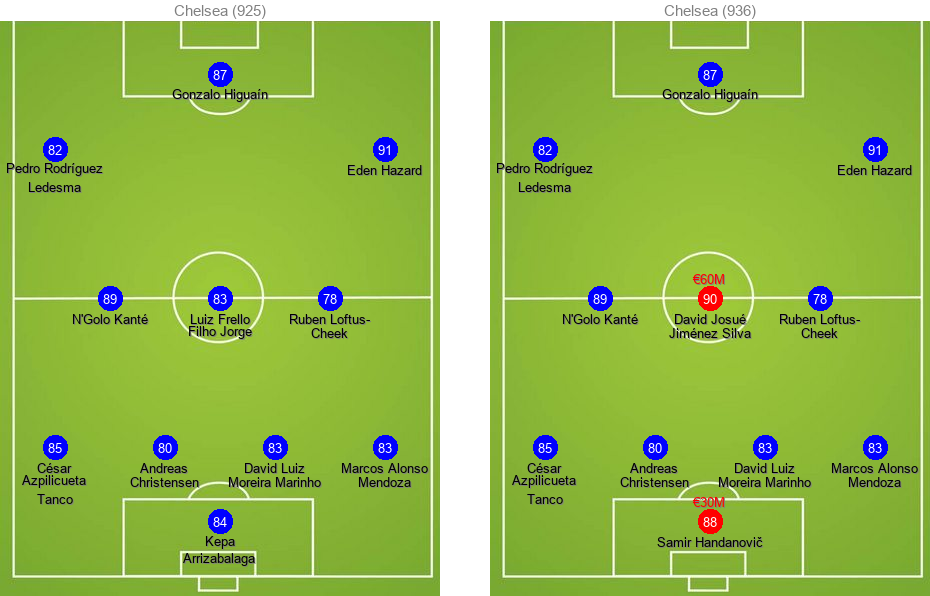 Chelsea (925)
87
Gonzalo Higuaín
82
Pedro Rodríguez
Ledesma
91
Eden Hazard
89
N'Golo Kanté
83
Luiz Frello
Filho Jorge
78
Ruben Loftus-
Cheek
85
César
Azpilicueta
Tanco
80
Andreas
Christensen
83
David Luiz
Moreira Marinho
83
Marcos Alonso
Mendoza
84
Kepa
Arrizabalaga
Chelsea (936)
87
Gonzalo Higuaín
82
Pedro Rodríguez
Ledesma
91
Eden Hazard
89
N'Golo Kanté
€60M
90
David Josué
Jiménez Silva
78
Ruben Loftus-
Cheek
85
César
Azpilicueta
Tanco
80
Andreas
Christensen
83
David Luiz
Moreira Marinho
83
Marcos Alonso
Mendoza
€30M
88
Samir Handanovič